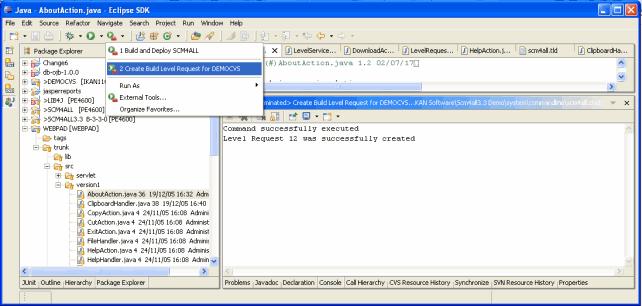 Java - AboutAction.java - Eclipse SDK
File Edit Source Refactor Navigate Search Project Run Window Help
Package Explorer
1 Build and Deploy SCMALL
2 Create Build Level Request for DEMOCVS
Run As
External Tools...
Organize Favorites...
LevelService...
DownloadAc...
LevelReques...
HelpAction.j...
scm4all.tld
ClipboardHa...
(#)AboutAction.java 1.2 02/07/17
Change6
db-ojb-1.0.0
>DEMOCVS [IKAN11
jasperreports
>LIB4J [PE4600]
>SCM4ALL [PE4600]
>SCM4ALL3.3 B-3-3-0 [PE4600]
WEBPAD [WEBPAD]
tags
trunk
lib
src
servlet
version1
AboutAction.java 36 19/12/05 16:32 Adm
ClipboardHandler.java 38 19/12/05 16:40
CopyAction.java 4 24/11/05 16:08 Adminis
CutAction.java 4 24/11/05 16:08 Administ
ExitAction.java 4 24/11/05 16:08 Administ
FileHandler.java 4 24/11/05 16:08 Adminis
HelpAction.java 4 24/11/05 16:08 Adminis
HelpHandler.java 4 24/11/05 16:08 Admin
minated> Create Build Level Request for DEMOCVS...KAN Software\Scm4all3.3 Demo\system\commandline\scm4all.cmd)
Command successfully executed
Level Request 12 was successfully created
JUnit Outline Hierarchy Package Explorer
Problems Javadoc Declaration Console Call Hierarchy CVS Resource History Synchronize SVN Resource History Properties